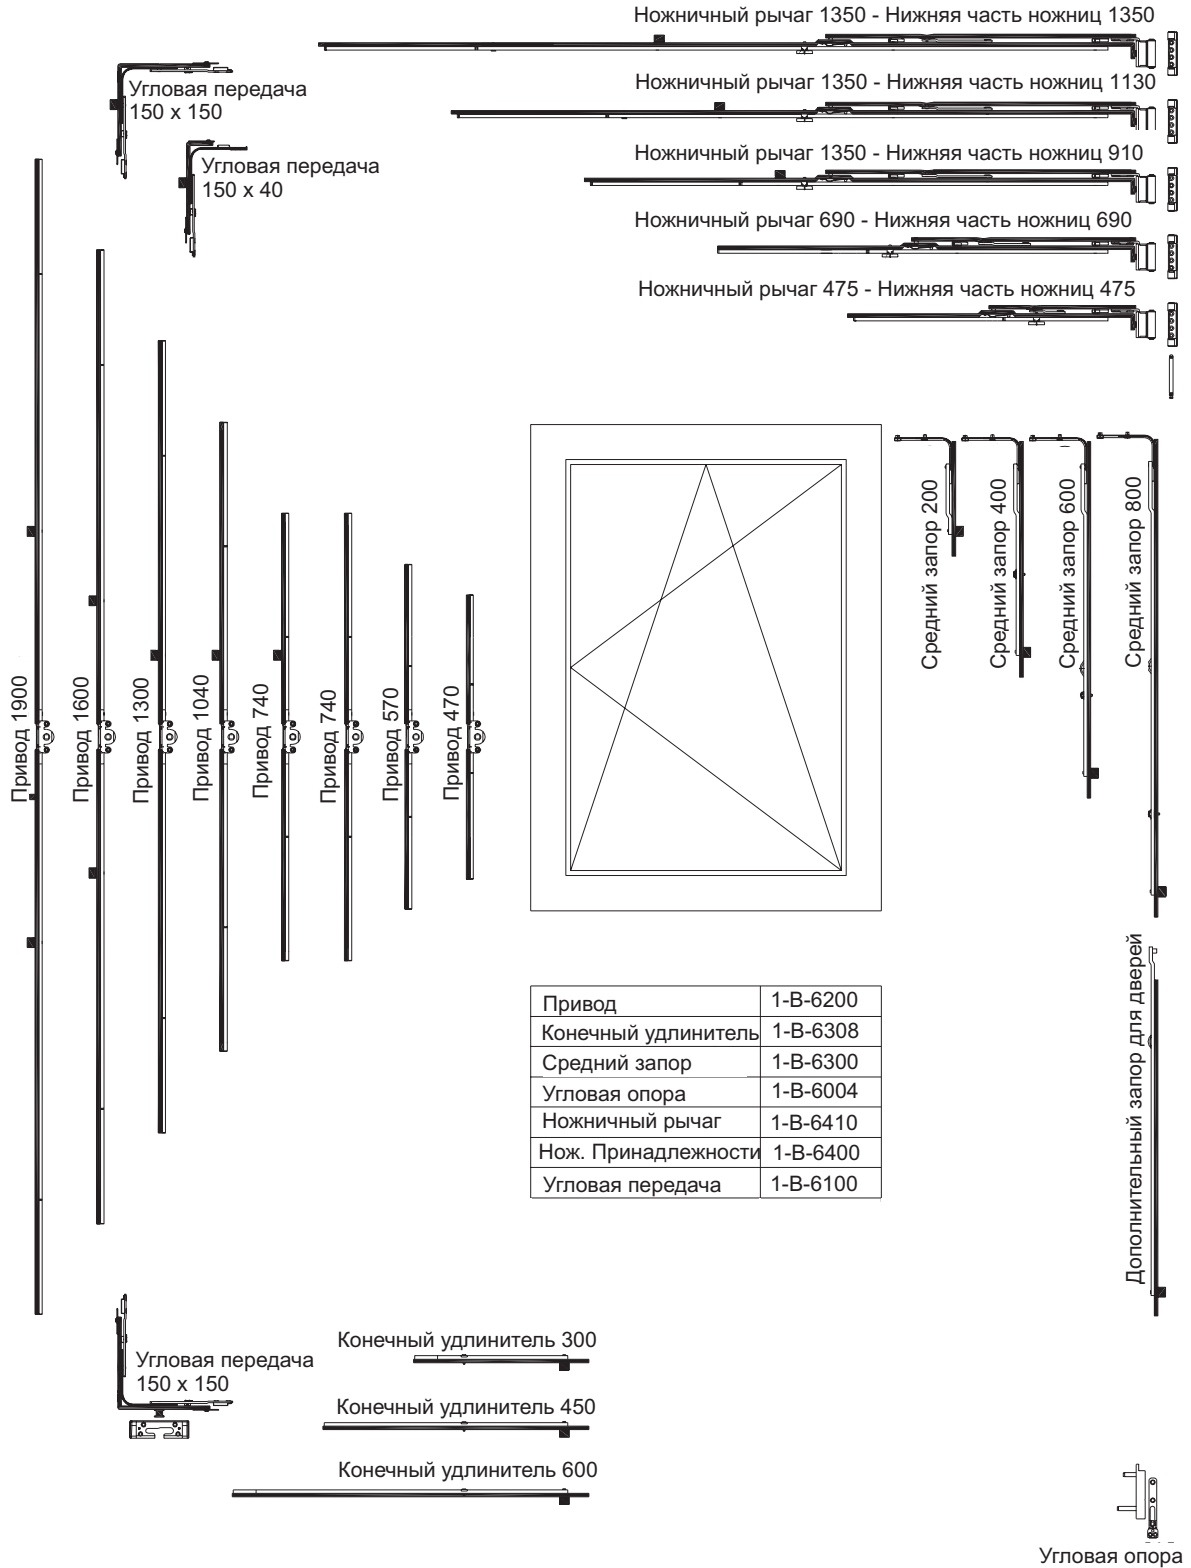 Ножничный рычаг 1350 - Нижняя часть ножниц 1350
Угловая передача
150 x 150
Ножничный рычаг 1350 - Нижняя часть ножниц 1130
Угловая передача
150 x 40
Ножничный рычаг 1350 - Нижняя часть ножниц 910
Ножничный рычаг 690 - Нижняя часть ножниц 690
Ножничный рычаг 475 - Нижняя часть ножниц 475
Привод 1900
Привод 1600
Привод 1300
Привод 1040
Привод 740
Привод 740
Привод 570
Привод 470
Средний запор 200
Средний запор 400
Средний запор 600
Средний запор 800
Дополнительный запор для дверей
Привод 1-B-6200
Конечный удлинитель 1-B-6308
Средний запор 1-B-6300
Угловая опора 1-B-6004
Ножничный рычаг 1-B-6410
Нож. Принадлежности 1-B-6400
Угловая передача 1-B-6100
Угловая передача
150 x 150
Конечный удлинитель 300
Конечный удлинитель 450
Конечный удлинитель 600
Угловая опора